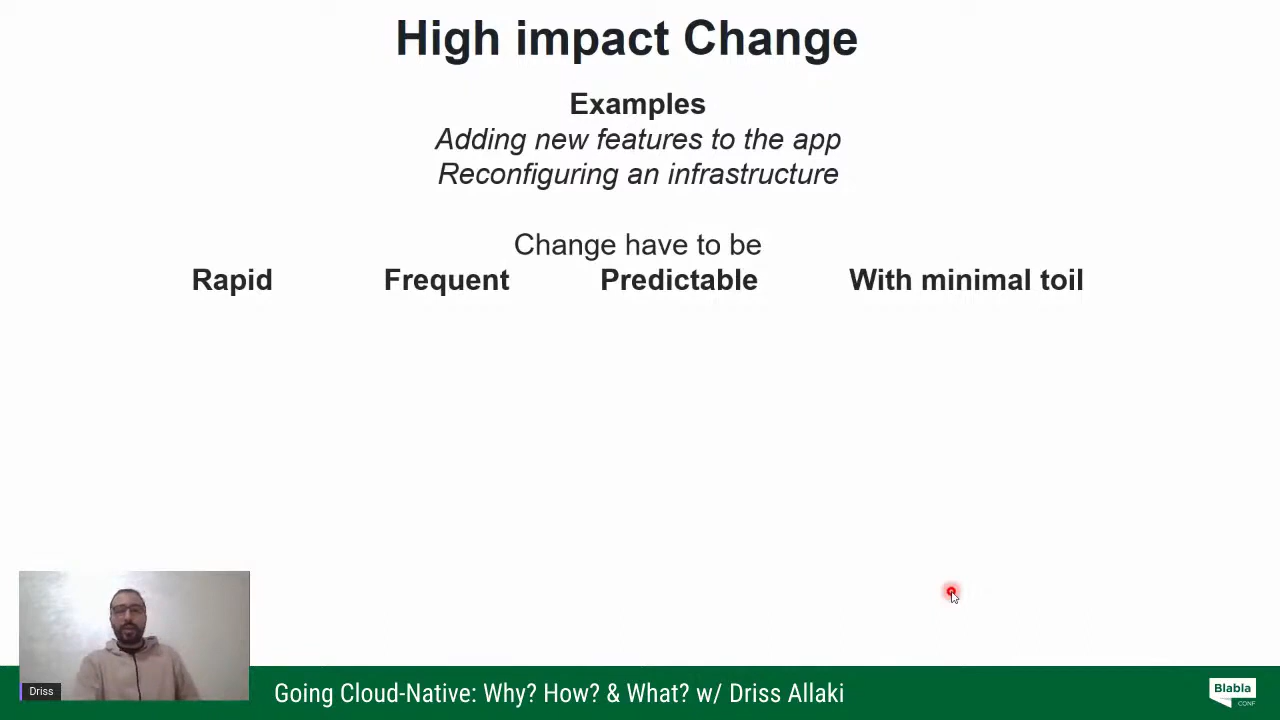 High impact Change
Examples
Adding new features to the app
Reconfiguring an infrastructure
Change have to be
Rapid Frequent Predictable With minimal toil
Driss
Going Cloud-Native: Why? How? & What? w/ Driss Allaki
Blabla
CONF